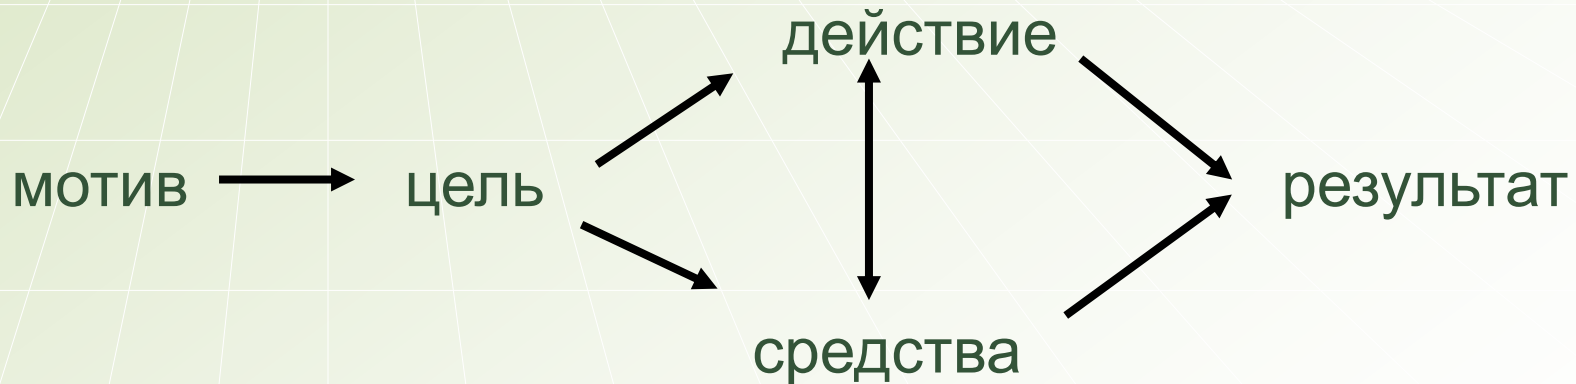 действие
мотив цель результат
средства